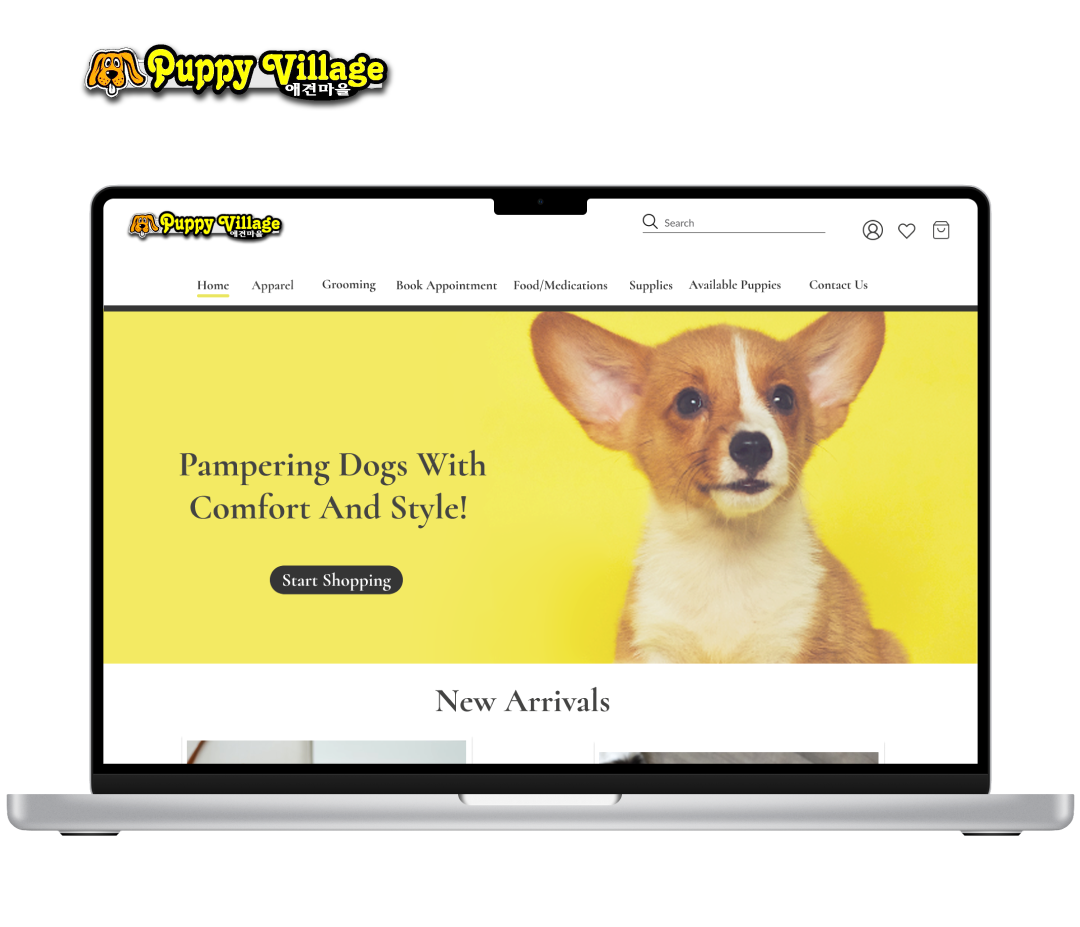 Puppy Village
애견마을
Puppy Village
애견마을
Search
Home Apparel Grooming Book Appointment Food/Medications Supplies Available Puppies Contact Us
Pampering Dogs With
Comfort And Style!
Start Shopping
New Arrivals